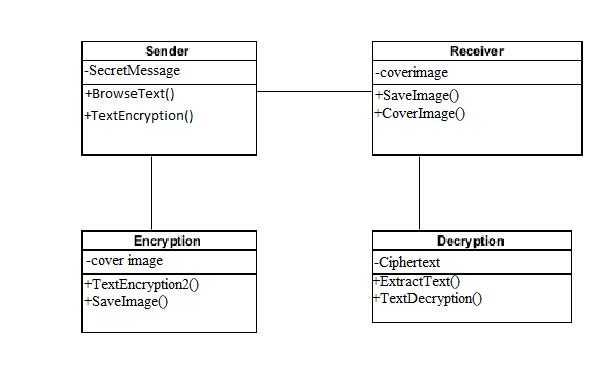 Sender
-SecretMessage
+BrowseText()
+TextEncryption()
Receiver
-coverimage
+SaveImage()
+CoverImage()
Encryption
-cover image
+TextEncryption2()
+SaveImage()
Decryption
-Ciphertext
+ExtractText()
+TextDecryption()